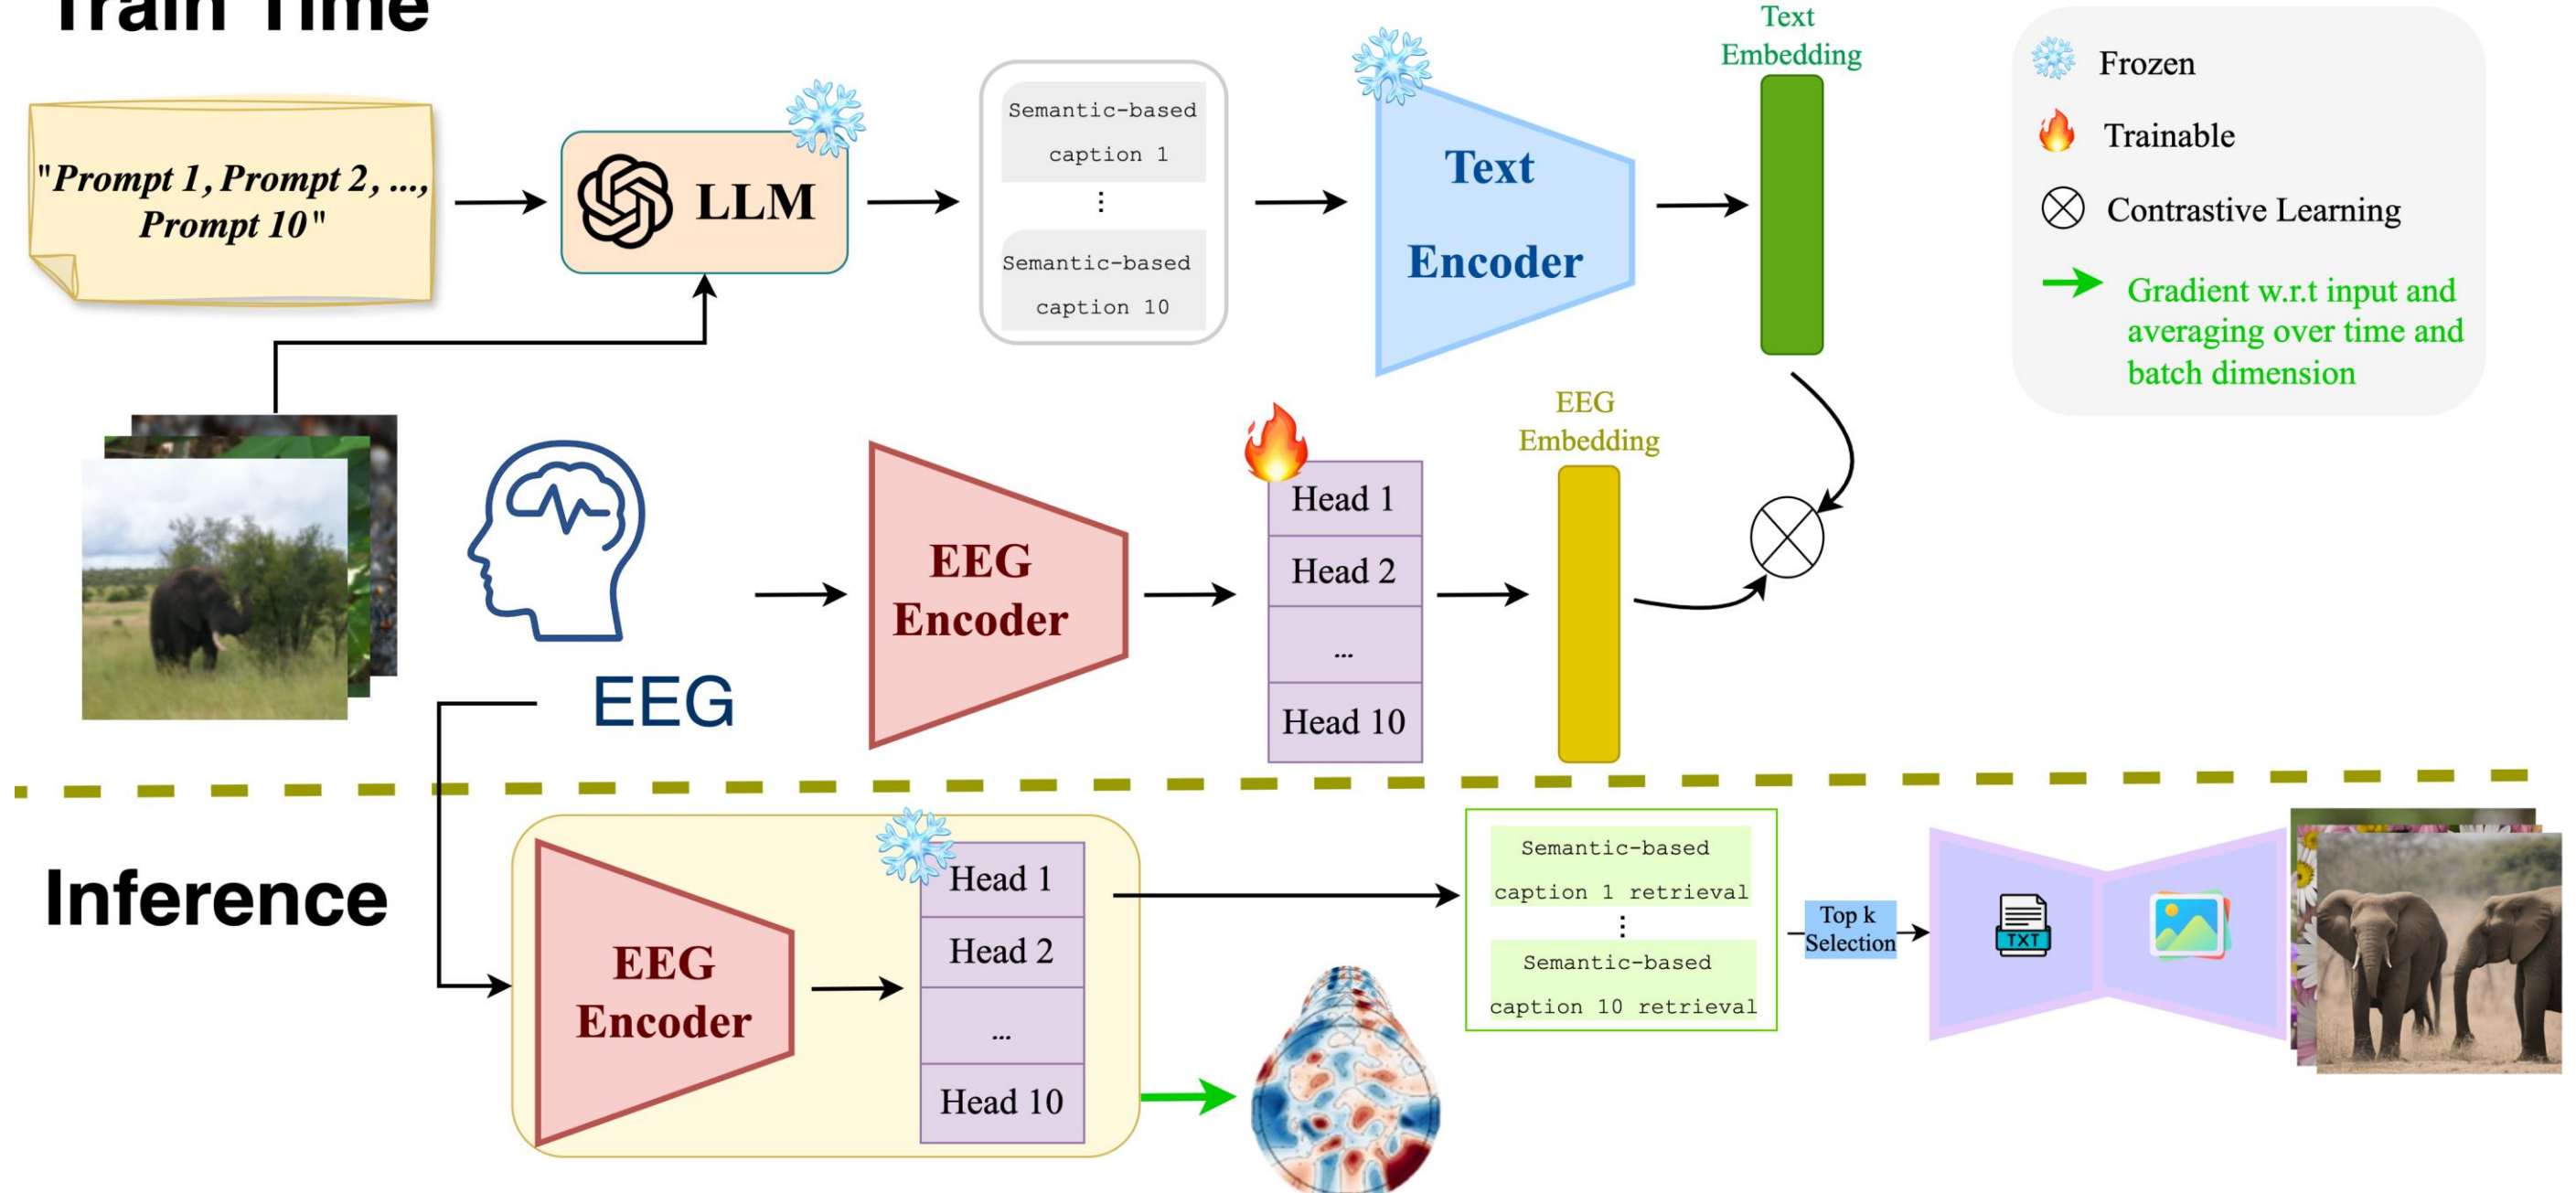 Train Time
"Prompt 1, Prompt 2, ...,
Prompt 10"
LLM
Semantic-based
caption 1
⋮
Semantic-based
caption 10
Text
Encoder
Text
Embedding
Frozen
Trainable
Contrastive Learning
Gradient w.r.t input and
averaging over time and
batch dimension
EEG
EEG
Encoder
Head 1
Head 2
...
Head 10
EEG
Embedding
Inference
EEG
Encoder
Head 1
Head 2
...
Head 10
Semantic-based
caption 1 retrieval
⋮
Semantic-based
caption 10 retrieval
Top k
Selection
TXT